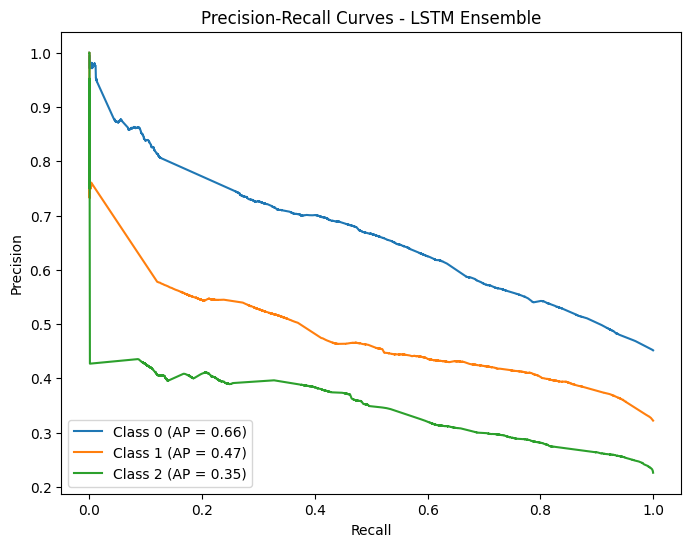 Precision-Recall Curves - LSTM Ensemble
1.0
0.9
0.8
0.7
0.6
0.5
0.4
0.3
0.2
Precision
Class 0 (AP = 0.66)
Class 1 (AP = 0.47)
Class 2 (AP = 0.35)
0.0 0.2 0.4 0.6 0.8 1.0
Recall